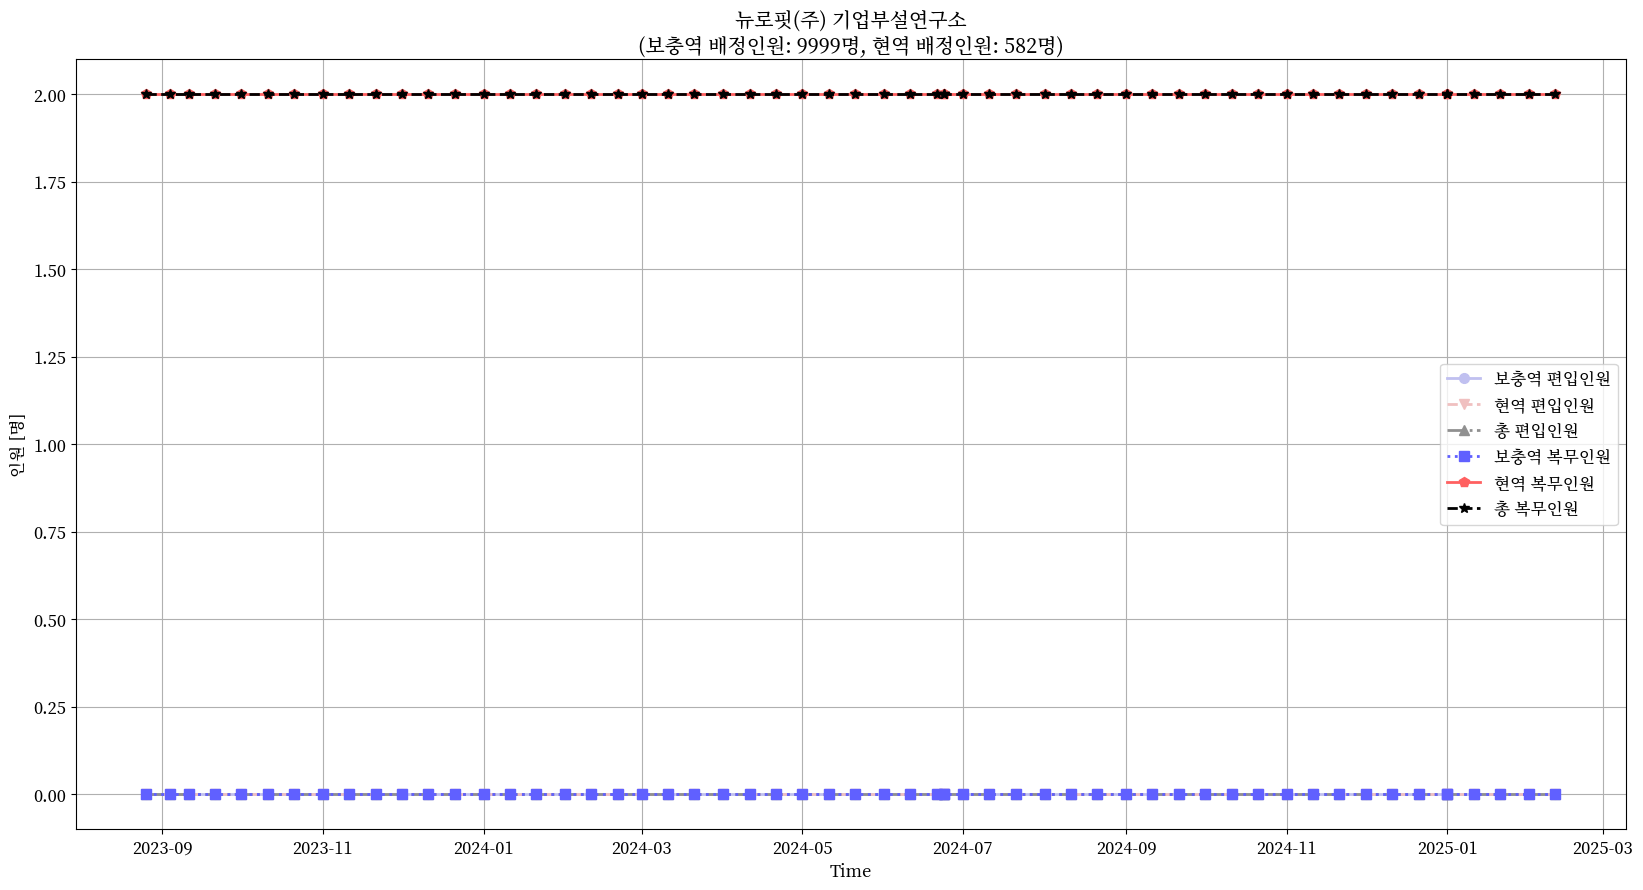 뉴로핏(주) 기업부설연구소
(보충역 배정인원: 9999명, 현역 배정인원: 582명)
2.00
1.75
1.50
1.25
1.00
0.75
0.50
0.25
0.00
인원 [명]
보충역 편입인원
현역 편입인원
총 편입인원
보충역 복무인원
현역 복무인원
총 복무인원
2023-09 2023-11 2024-01 2024-03 2024-05 2024-07 2024-09 2024-11 2025-01 2025-03
Time